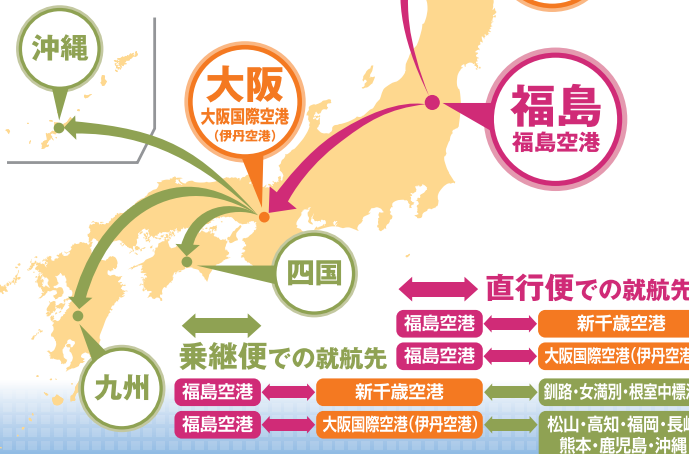 沖縄
大阪
大阪国際空港
(伊丹空港)
福島
福島空港
四国
九州
直行便での就航先
福島空港 新千歳空港
福島空港 大阪国際空港(伊丹空港
乗継便での就航先
福島空港 新千歳空港 釧路・女満別・根室中標津
福島空港 大阪国際空港(伊丹空港) 松山・高知・福岡・長崎
熊本・鹿児島・沖縄